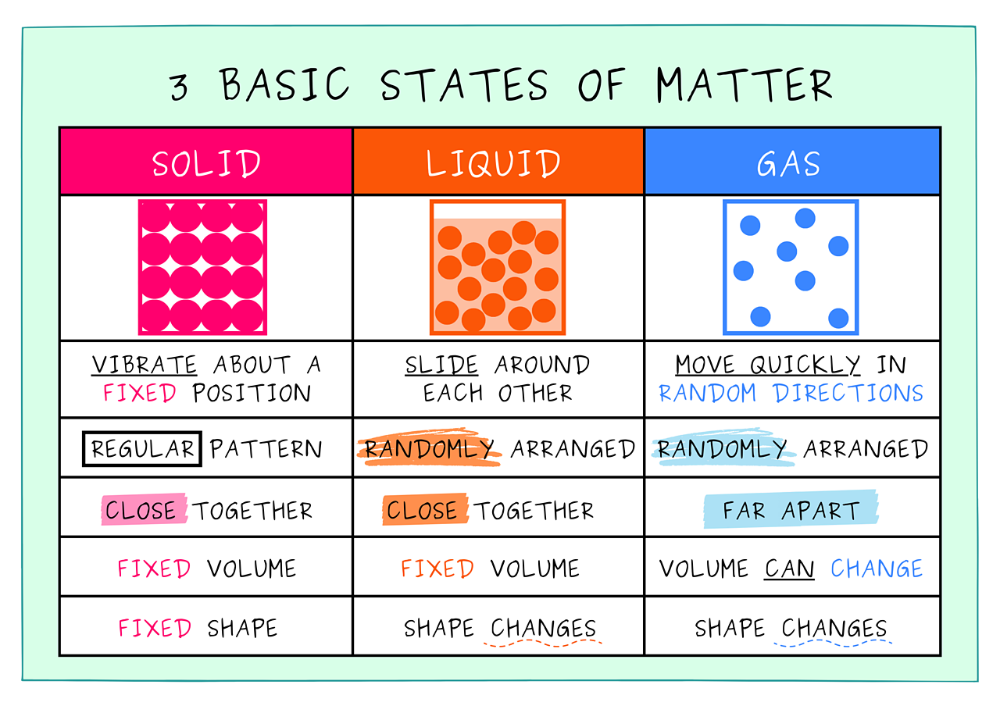 3 BASIC STATES OF MATTER
SOLID
LIQUID
GAS
VIBRATE ABOUT A
FIXED POSITION
SLIDE AROUND
EACH OTHER
MOVE QUICKLY IN
RANDOM DIRECTIONS
REGULAR PATTERN
RANDOMLY ARRANGED
RANDOMLY ARRANGED
CLOSE TOGETHER
CLOSE TOGETHER
FAR APART
FIXED VOLUME
FIXED VOLUME
VOLUME CAN CHANGE
FIXED SHAPE
SHAPE CHANGES
SHAPE CHANGES